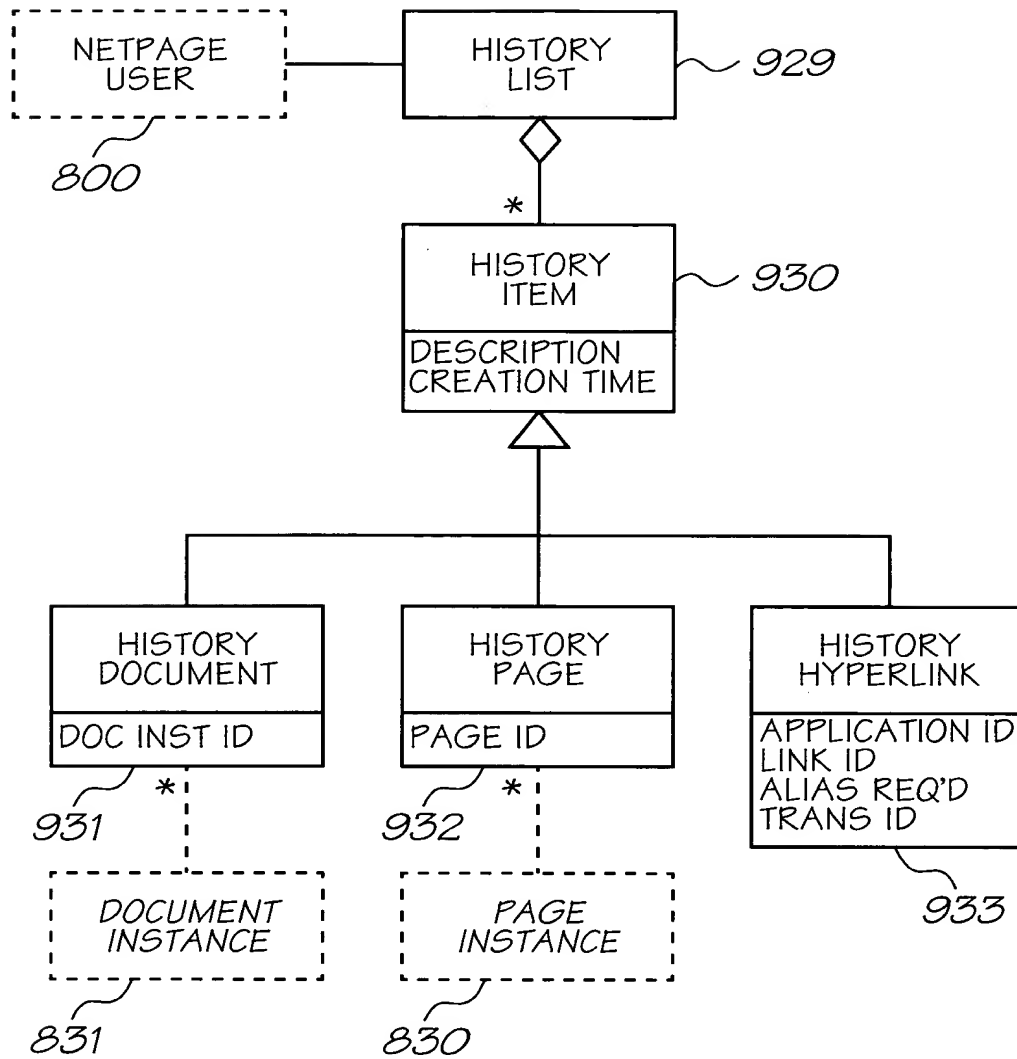 NETPAGE
USER
800
HISTORY
LIST
929
*
HISTORY
ITEM
930
DESCRIPTION
CREATION TIME
HISTORY
DOCUMENT
DOC INST ID
931
*
HISTORY
PAGE
PAGE ID
932
*
HISTORY
HYPERLINK
APPLICATION ID
LINK ID
ALIAS REQ'D
TRANS ID
933
DOCUMENT
INSTANCE
831
PAGE
INSTANCE
830